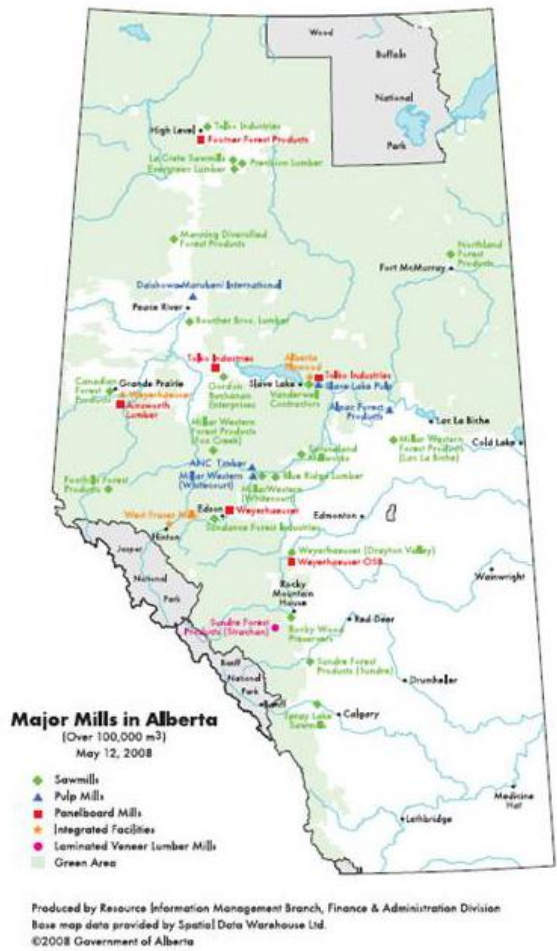 Wood
Buffalo
National
Park
High Level
Tolko Industries
Footner Forest Products
La Crete Sawmills
Evergreen Lumber
Precision Lumber
Manning Diversified
Forest Products
Northland
Forest
Products
Fort McMurray
Daishowa-Marubeni International
Peace River
Boucher Bros. Lumber
Tolko Industries
Alberta
Plywood
Tolko Industries
Canadian
Forest
Products
Grande Prairie
Weyerhaeuser
Ainsworth
Lumber
Gordon
Buchanan
Enterprises
Slave Lake
Slave Lake Pulp
Vanderwell
Contractors
Alpac Forest
Products
Lac La Biche
Cold Lake
Millar Western
Forest Products
(Fox Creek)
Millar Western
Forest Products
(Lac La Biche)
ANC Timber
Millar Western
(Whitecourt)
Blue Ridge Lumber
Millar Western
(Whitecourt)
Foothill Forest
Products
West Fraser
Hinton
Edson
Weyerhaeuser
Sundance Forest Industries
Edmonton
Jasper
National
Park
Weyerhaeuser (Drayton Valley)
Weyerhaeuser OSB
Wainwright
Rocky
Mountain
House
Sundre Forest
Products (Strachan)
Rocky Wood
Preservers
Red Deer
Sundre Forest
Products (Sundre)
Banff
National
Park
Banff
Drumheller
Spray Lake
Calgary
Medicine
Hat
Lethbridge
Major Mills in Alberta
(Over 100,000 m³)
May 12, 2008
Sawmills
Pulp Mills
Panelboard Mills
Integrated Facilities
Laminated Veneer Lumber Mills
Green Area
Produced by Resource Information Management Branch, Finance & Administration Division
Base map data provided by Spatial Data Warehouse Ltd.
©2008 Government of Alberta